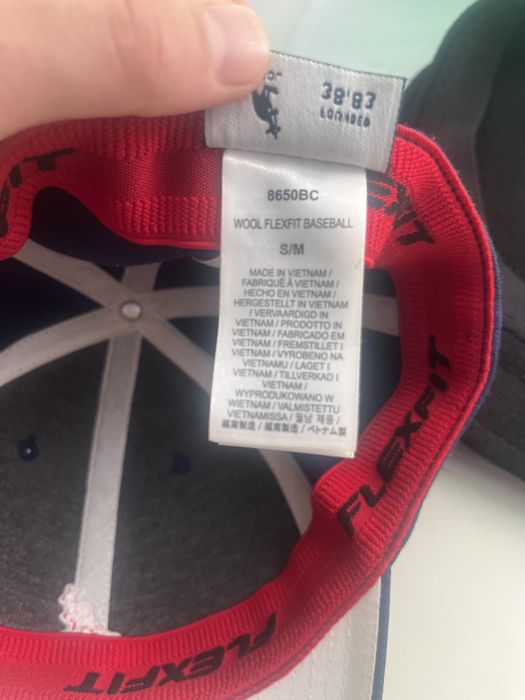 38'83
FOUNDED
8650BC
WOOL FLEXFIT BASEBALL
S/M
MADE IN VIETNAM /
FABRIQUÉ À VIETNAM /
HECHO EN VIETNAM /
HERGESTELLT IN VIETNAM
/ VERVAARDIGD IN
VIETNAM / PRODOTTO IN
VIETNAM / FABRICADO EM
VIETNAM / FREMSTILLET I
VIETNAM / VYROBENO NA
VIETNAMU / LAGET I
VIETNAM / TILLVERKAD I
VIETNAM /
WYPRODUKOWANO W
WIETNAM / VALMISTETTU
VIETNAMISSA / 월남 제품 /
越南製造 / 越南製造 / ベトナム製
FLEXFIT
FLEXFIT